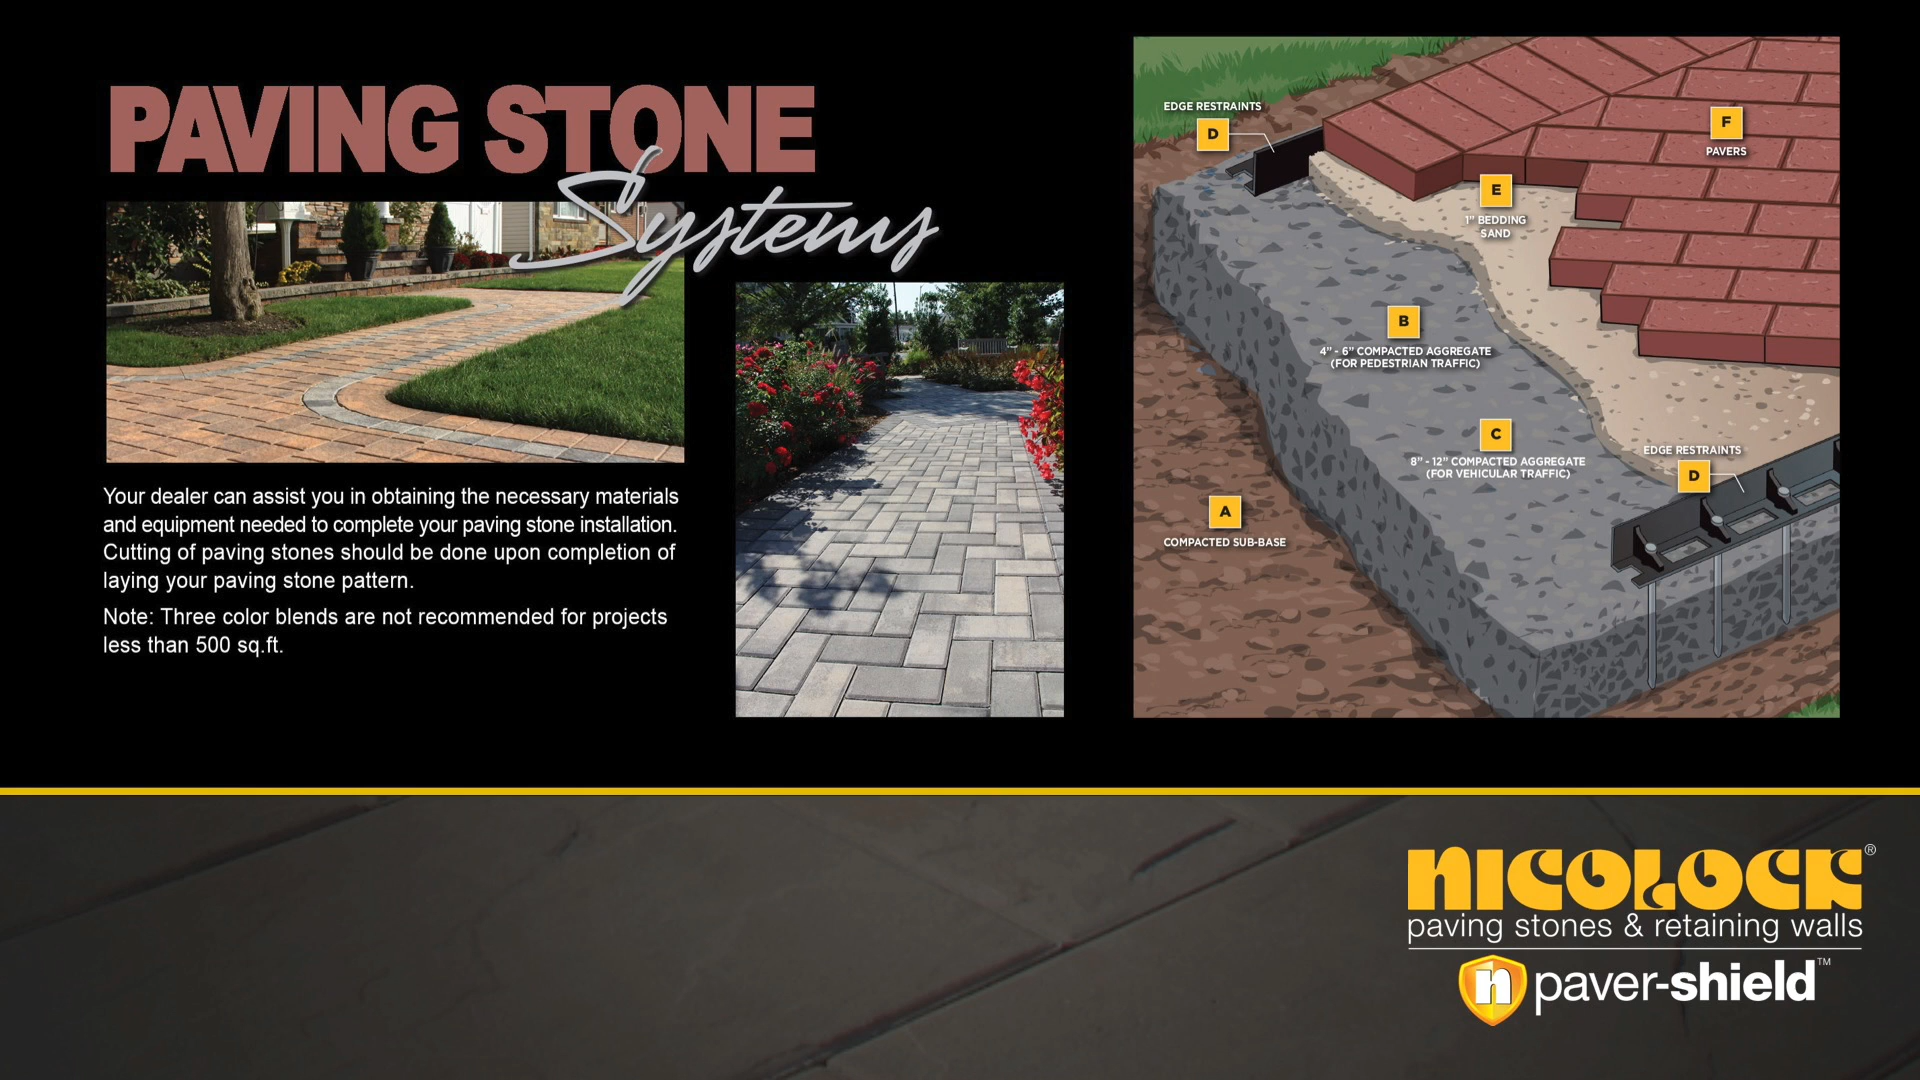 PAVING STONE
Systems
Your dealer can assist you in obtaining the necessary materials
and equipment needed to complete your paving stone installation.
Cutting of paving stones should be done upon completion of
laying your paving stone pattern.
Note: Three color blends are not recommended for projects
less than 500 sq.ft.
EDGE RESTRAINTS
D
F
PAVERS
E
1" BEDDING
SAND
B
4" - 6" COMPACTED AGGREGATE
(FOR PEDESTRIAN TRAFFIC)
C
8" - 12" COMPACTED AGGREGATE
(FOR VEHICULAR TRAFFIC)
EDGE RESTRAINTS
D
A
COMPACTED SUB-BASE
NICOLOCK®
paving stones & retaining walls
n paver-shield™